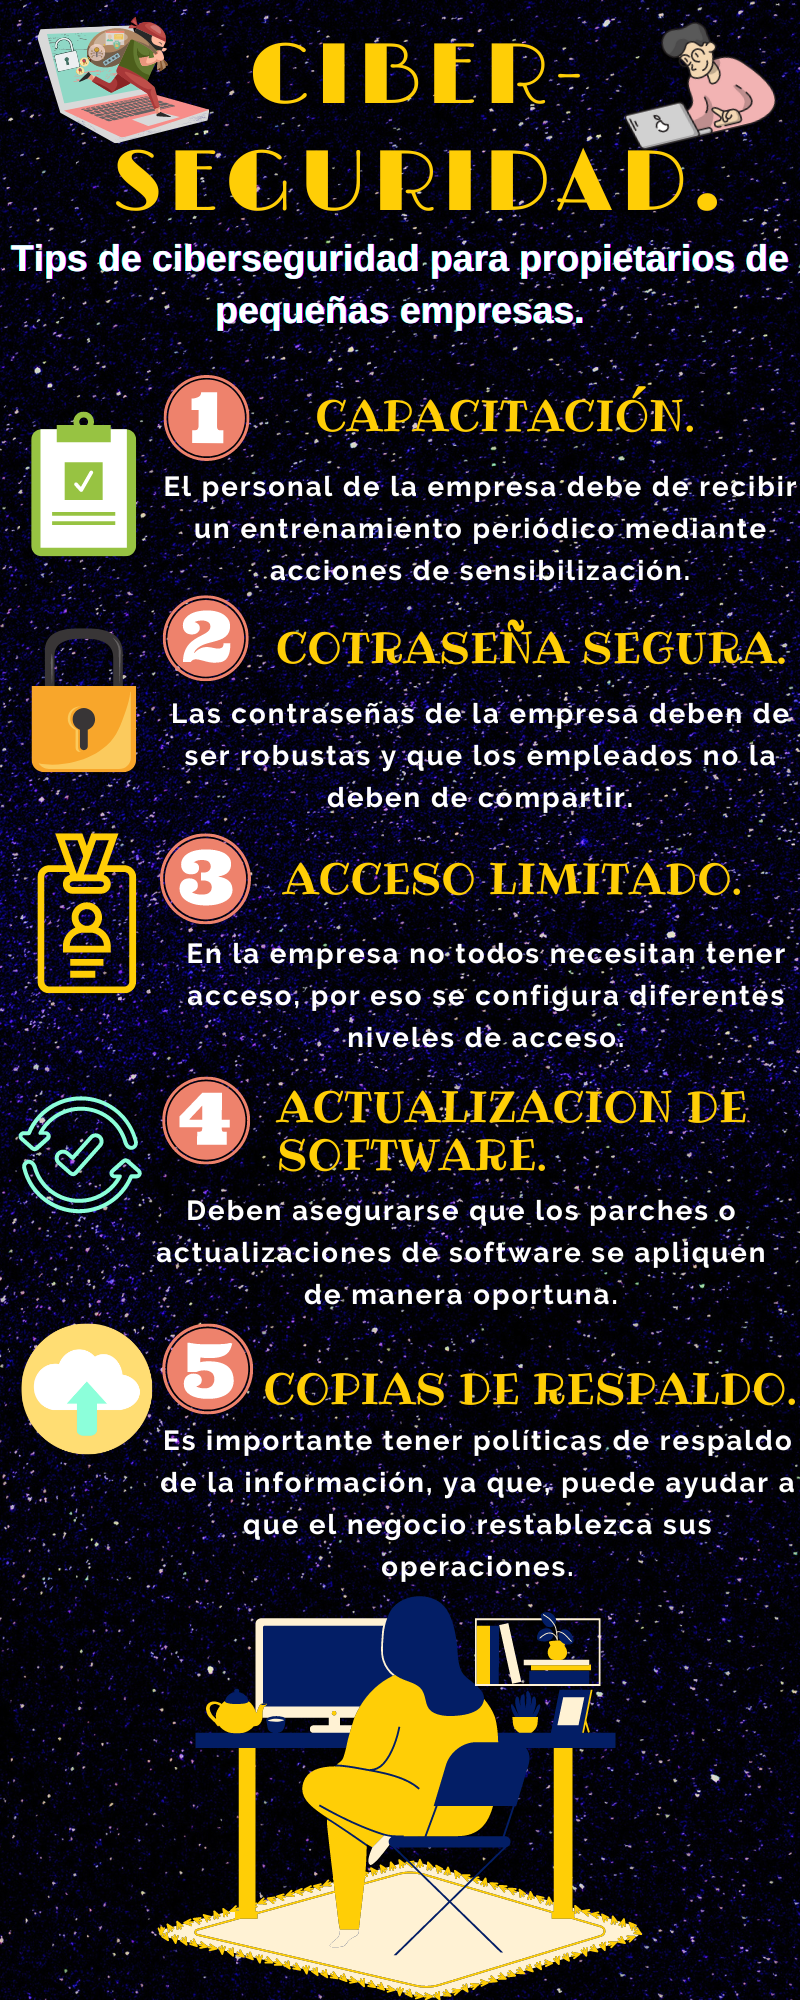 CIBER-
SEGURIDAD.
Tips de ciberseguridad para propietarios de
pequeñas empresas.
1
CAPACITACIÓN.
El personal de la empresa debe de recibir
un entrenamiento periódico mediante
acciones de sensibilización.
2
COTRASEÑA SEGURA.
Las contraseñas de la empresa deben de
ser robustas y que los empleados no la
deben de compartir.
3
ACCESO LIMITADO.
En la empresa no todos necesitan tener
acceso, por eso se configura diferentes
niveles de acceso.
4
ACTUALIZACION DE
SOFTWARE.
Deben asegurarse que los parches o
actualizaciones de software se apliquen
de manera oportuna.
5
COPIAS DE RESPALDO.
Es importante tener políticas de respaldo
de la información, ya que, puede ayudar a
que el negocio restablezca sus
operaciones.